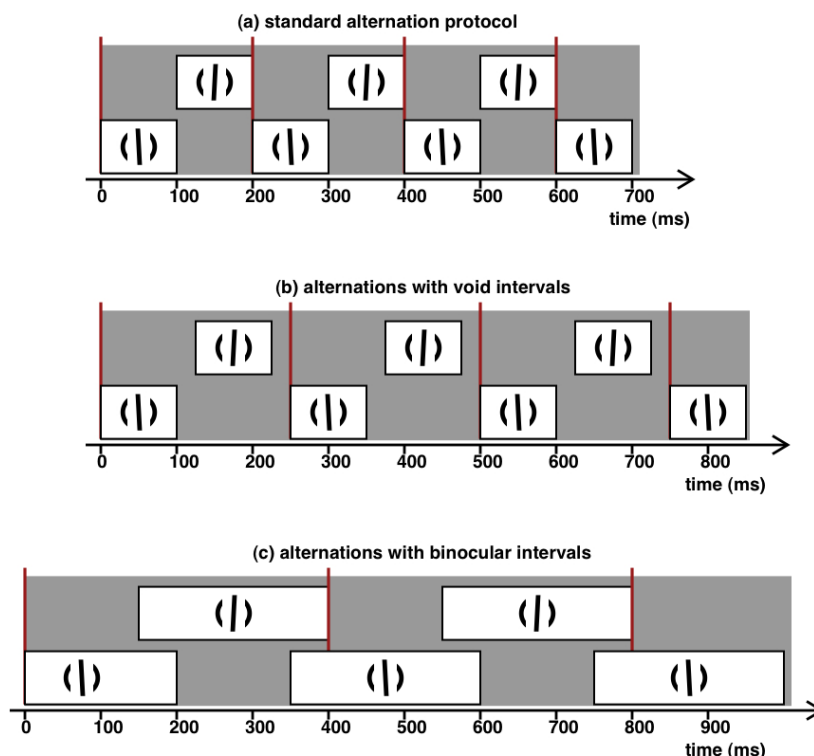 (a) standard alternation protocol
0 100 200 300 400 500 600 700
time (ms)
(b) alternations with void intervals
0 100 200 300 400 500 600 700 800
time (ms)
(c) alternations with binocular intervals
0 100 200 300 400 500 600 700 800 900
time (ms)